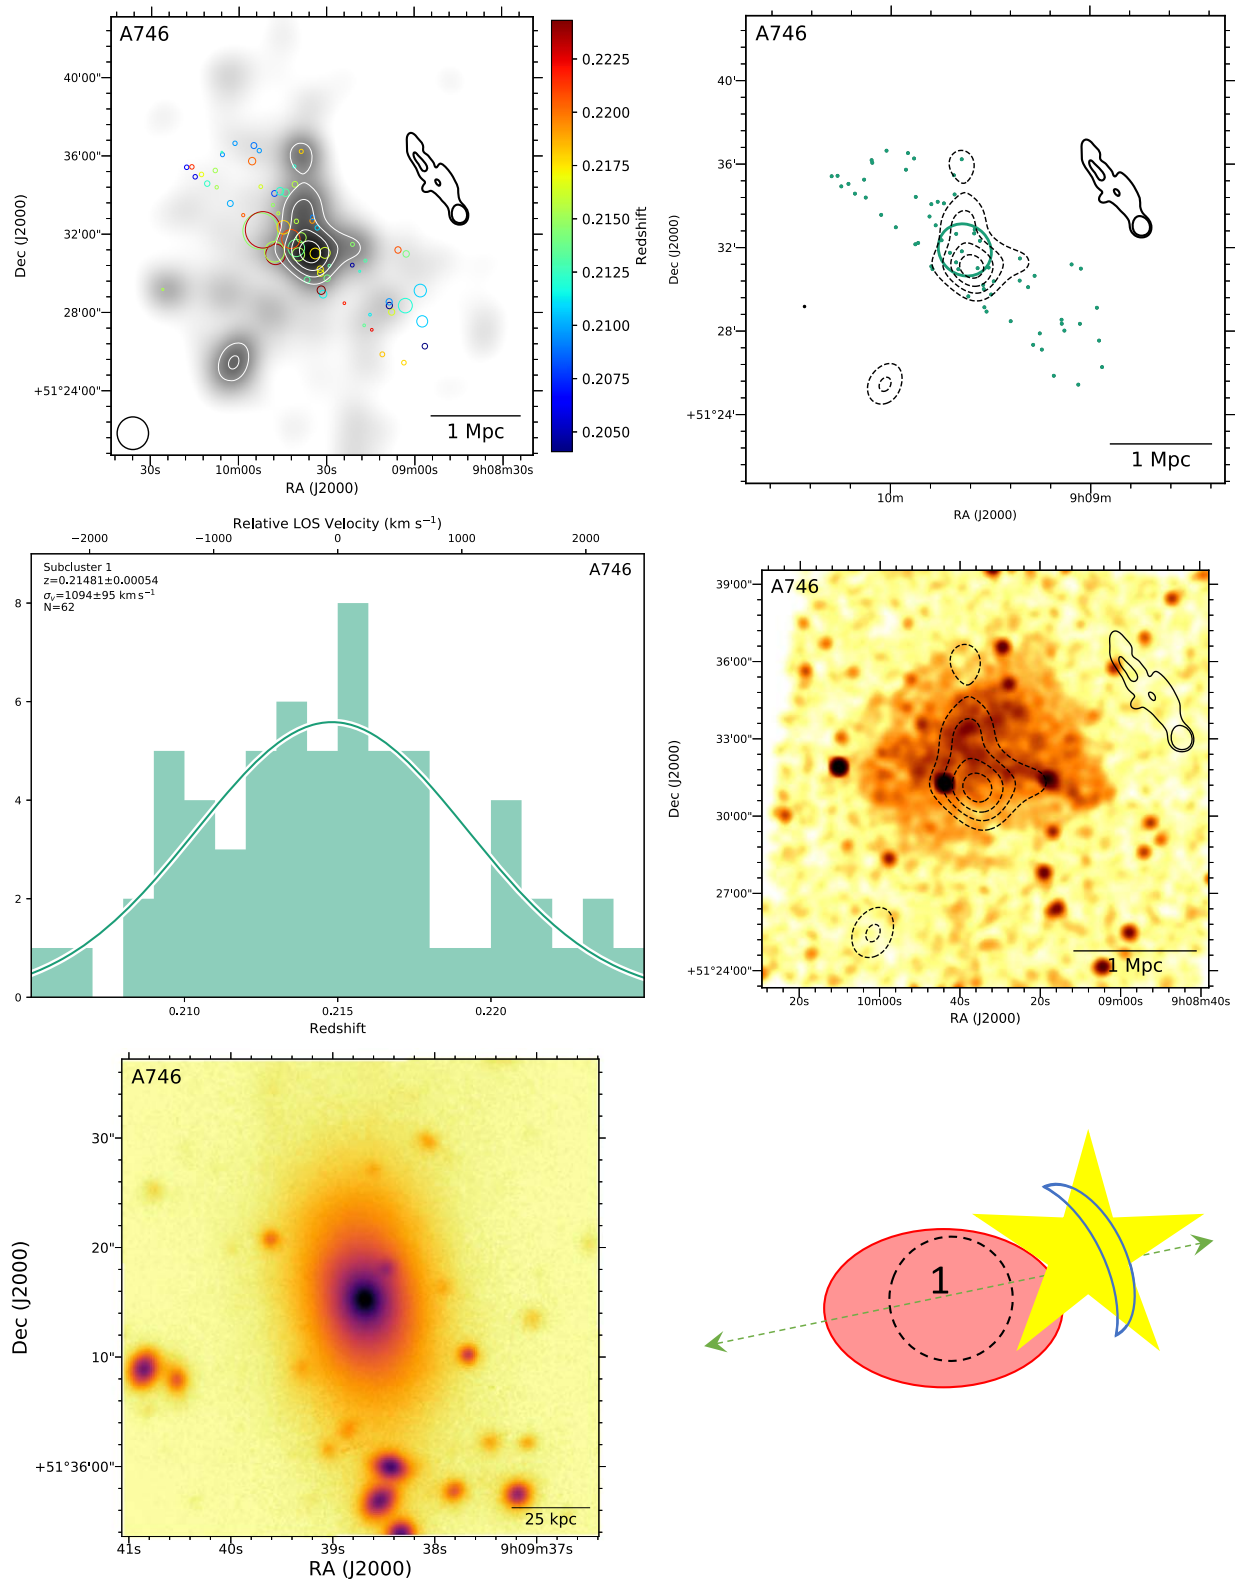 A746
40'00"
36'00"
32'00"
28'00"
+51°24'00"
Dec (J2000)
30s
10m00s
30s
09m00s
9h08m30s
RA (J2000)
1 Mpc
0.2225
0.2200
0.2175
0.2150
0.2125
0.2100
0.2075
0.2050
Redshift
A746
40'
36'
32'
28'
+51°24'
Dec (J2000)
10m
9h09m
RA (J2000)
1 Mpc
Relative LOS Velocity (km s⁻¹)
−2000
−1000
0
1000
2000
Subcluster 1
z=0.21481±0.00054
σᵥ=1094±95 km s⁻¹
N=62
A746
8
6
4
2
0
0.210
0.215
0.220
Redshift
A746
39'00"
36'00"
33'00"
30'00"
27'00"
+51°24'00"
Dec (J2000)
20s
10m00s
40s
20s
09m00s
9h08m40s
RA (J2000)
1 Mpc
A746
30"
20"
10"
+51°36'00"
Dec (J2000)
41s
40s
39s
38s
9h09m37s
RA (J2000)
25 kpc
1